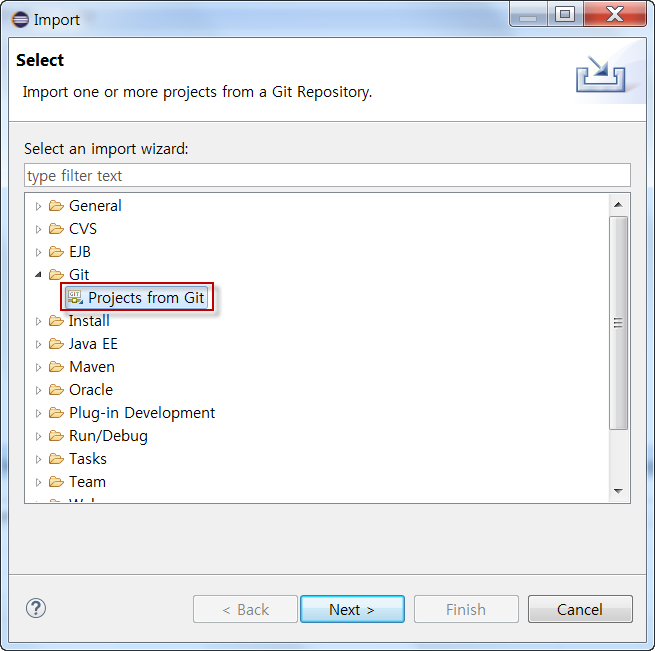 Import
Select
Import one or more projects from a Git Repository.
Select an import wizard:
type filter text
General
CVS
EJB
Git
Projects from Git
Install
Java EE
Maven
Oracle
Plug-in Development
Run/Debug
Tasks
Team
?
< Back
Next >
Finish
Cancel